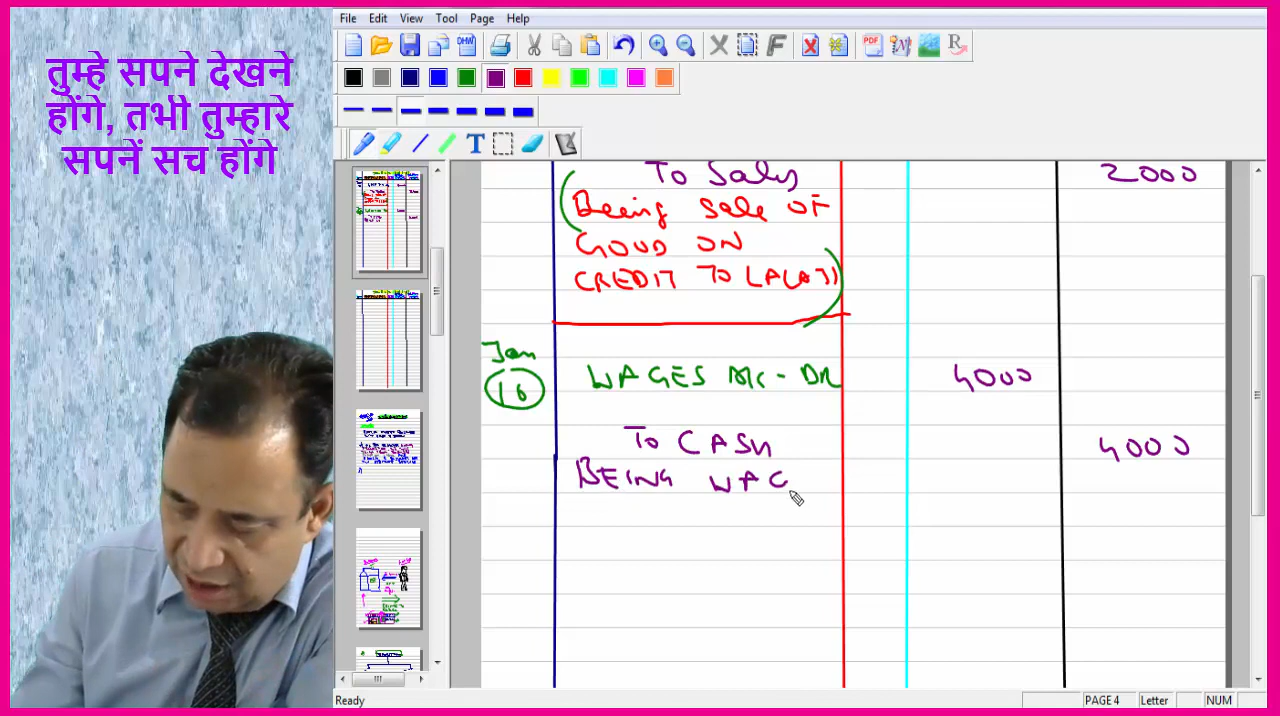 तुम्हे सपने देखने
होंगे, तभी तुम्हारे
सपनें सच होंगे
File Edit View Tool Page Help
To Sales 2000
(Being sale of
GOOD ON
CREDIT TO LALAJI)
Jan
16 WAGES A/C - DR 4000
To CASH 4000
BEING WAG
Ready PAGE 4 Letter NUM